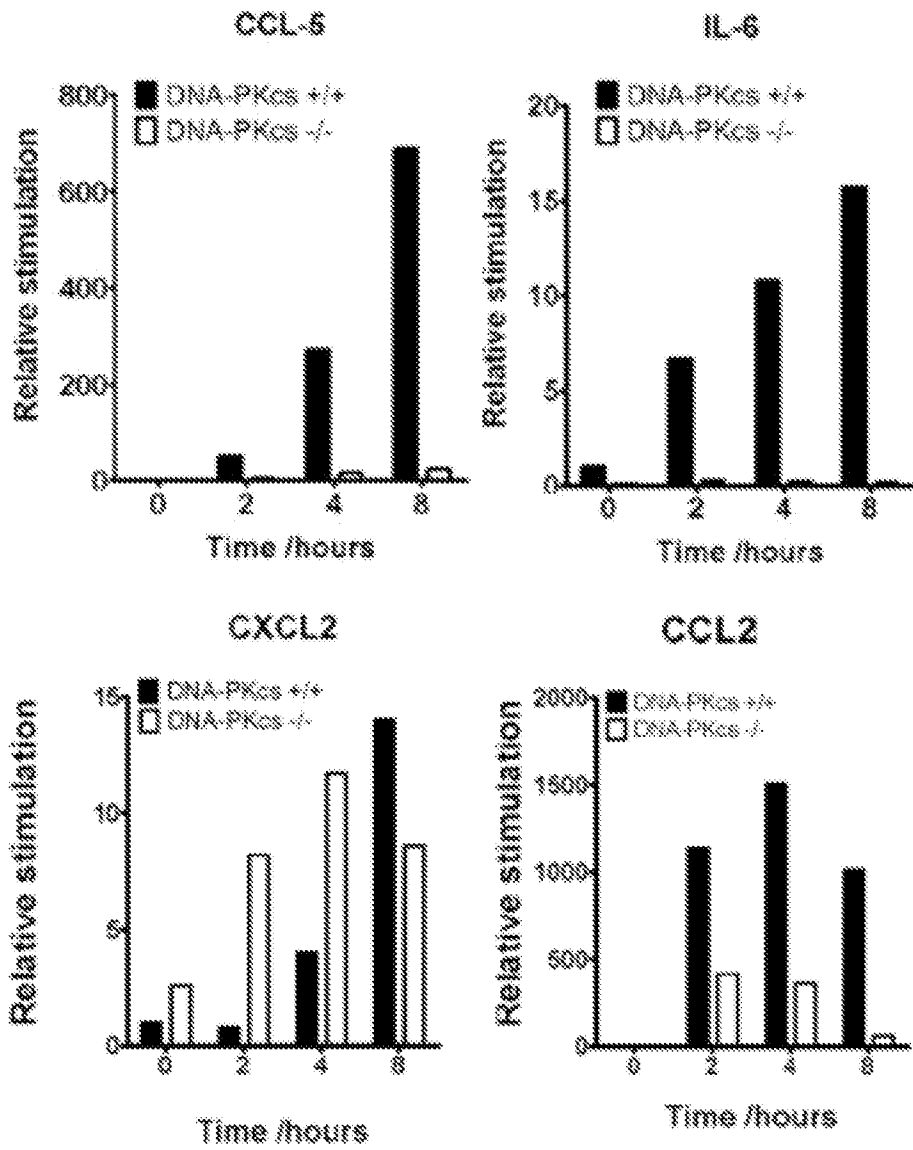 CCL-5
DNA-PKcs +/+
DNA-PKcs -/-
Relative stimulation
800
600
400
200
0
0 2 4 8
Time /hours
IL-6
DNA-PKcs +/+
DNA-PKcs -/-
Relative stimulation
20
15
10
5
0
0 2 4 8
Time /hours
CXCL2
DNA-PKcs +/+
DNA-PKcs -/-
Relative stimulation
15
10
5
0
0 2 4 8
Time /hours
CCL2
DNA-PKcs +/+
DNA-PKcs -/-
Relative stimulation
2000
1500
1000
500
0
0 2 4 8
Time /hours